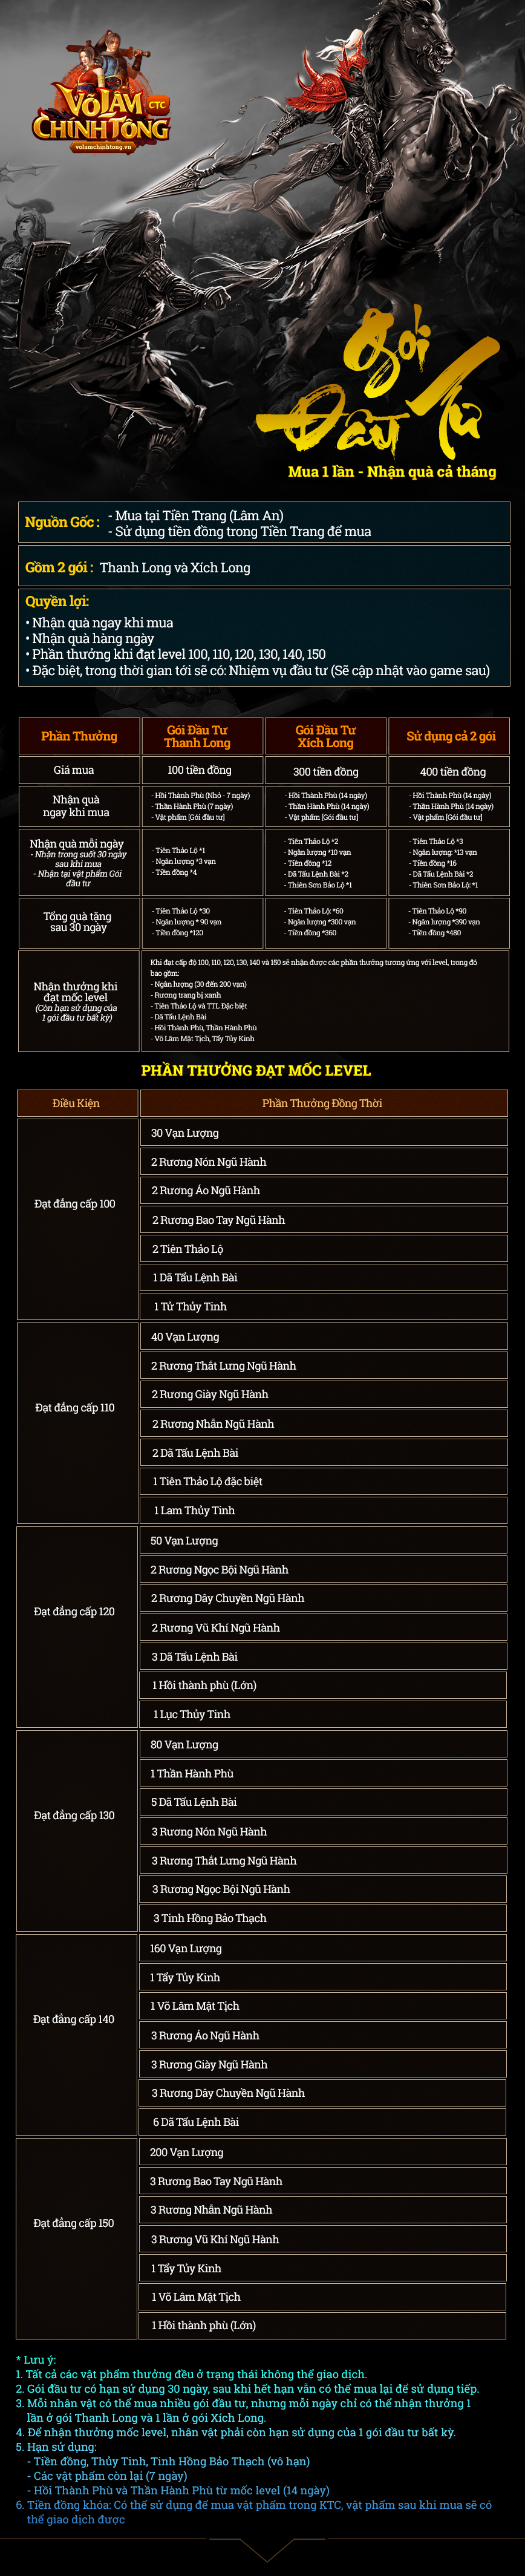 VÕ LÂM
CTC
CHINH TÔNG
volamchinhtong.vn
Gói
Đầu Tư
Mua 1 lần - Nhận quà cả tháng
Nguồn Gốc : - Mua tại Tiền Trang (Lâm An)
- Sử dụng tiền đồng trong Tiền Trang để mua
Gồm 2 gói : Thanh Long và Xích Long
Quyền lợi:
• Nhận quà ngay khi mua
• Nhận quà hàng ngày
• Phần thưởng khi đạt level 100, 110, 120, 130, 140, 150
• Đặc biệt, trong thời gian tới sẽ có: Nhiệm vụ đầu tư (Sẽ cập nhật vào game sau)
Phần Thưởng
Gói Đầu Tư
Thanh Long
Gói Đầu Tư
Xích Long
Sử dụng cả 2 gói
Giá mua
100 tiền đồng
300 tiền đồng
400 tiền đồng
Nhận quà
ngay khi mua
- Hồi Thành Phù (Nhỏ - 7 ngày)
- Thần Hành Phù (7 ngày)
- Vật phẩm [Gói đầu tư]
- Hồi Thành Phù (14 ngày)
- Thần Hành Phù (14 ngày)
- Vật phẩm [Gói đầu tư]
- Hồi Thành Phù (14 ngày)
- Thần Hành Phù (14 ngày)
- Vật phẩm [Gói đầu tư]
Nhận quà mỗi ngày
- Nhận trong suốt 30 ngày
sau khi mua
- Nhận tại vật phẩm Gói
đầu tư
- Tiên Thảo Lộ *1
- Ngân lượng *3 vạn
- Tiền đồng *4
- Tiên Thảo Lộ *2
- Ngân lượng *10 vạn
- Tiền đồng *12
- Dã Tẩu Lệnh Bài *2
- Thiên Sơn Bảo Lộ *1
- Tiên Thảo Lộ *3
- Ngân lượng: *13 vạn
- Tiền đồng *16
- Dã Tẩu Lệnh Bài *2
- Thiên Sơn Bảo Lộ: *1
Tổng quà tặng
sau 30 ngày
- Tiên Thảo Lộ *30
- Ngân lượng * 90 vạn
- Tiền đồng *120
- Tiên Thảo Lộ: *60
- Ngân lượng *300 vạn
- Tiền đồng *360
- Tiên Thảo Lộ *90
- Ngân lượng *390 vạn
- Tiền đồng *480
Nhận thưởng khi
đạt mốc level
(Còn hạn sử dụng của
1 gói đầu tư bất kỳ)
Khi đạt cấp độ 100, 110, 120, 130, 140 và 150 sẽ nhận được các phần thưởng tương ứng với level, trong đó
bao gồm:
- Ngân lượng (30 đến 200 vạn)
- Rương trang bị xanh
- Tiên Thảo Lộ và TTL Đặc biệt
- Dã Tẩu Lệnh Bài
- Hồi Thành Phù, Thần Hành Phù
- Võ Lâm Mật Tịch, Tẩy Tủy Kinh
PHẦN THƯỞNG ĐẠT MỐC LEVEL
Điều Kiện
Phần Thưởng Đồng Thời
Đạt đẳng cấp 100
30 Vạn Lượng
2 Rương Nón Ngũ Hành
2 Rương Áo Ngũ Hành
2 Rương Bao Tay Ngũ Hành
2 Tiên Thảo Lộ
1 Dã Tẩu Lệnh Bài
1 Tử Thủy Tinh
Đạt đẳng cấp 110
40 Vạn Lượng
2 Rương Thắt Lưng Ngũ Hành
2 Rương Giày Ngũ Hành
2 Rương Nhẫn Ngũ Hành
2 Dã Tẩu Lệnh Bài
1 Tiên Thảo Lộ đặc biệt
1 Lam Thủy Tinh
Đạt đẳng cấp 120
50 Vạn Lượng
2 Rương Ngọc Bội Ngũ Hành
2 Rương Dây Chuyền Ngũ Hành
2 Rương Vũ Khí Ngũ Hành
3 Dã Tẩu Lệnh Bài
1 Hồi thành phù (Lớn)
1 Lục Thủy Tinh
Đạt đẳng cấp 130
80 Vạn Lượng
1 Thần Hành Phù
5 Dã Tẩu Lệnh Bài
3 Rương Nón Ngũ Hành
3 Rương Thắt Lưng Ngũ Hành
3 Rương Ngọc Bội Ngũ Hành
3 Tinh Hồng Bảo Thạch
Đạt đẳng cấp 140
160 Vạn Lượng
1 Tẩy Tủy Kinh
1 Võ Lâm Mật Tịch
3 Rương Áo Ngũ Hành
3 Rương Giày Ngũ Hành
3 Rương Dây Chuyền Ngũ Hành
6 Dã Tẩu Lệnh Bài
Đạt đẳng cấp 150
200 Vạn Lượng
3 Rương Bao Tay Ngũ Hành
3 Rương Nhẫn Ngũ Hành
3 Rương Vũ Khí Ngũ Hành
1 Tẩy Tủy Kinh
1 Võ Lâm Mật Tịch
1 Hồi thành phù (Lớn)
* Lưu ý:
1. Tất cả các vật phẩm thưởng đều ở trạng thái không thể giao dịch.
2. Gói đầu tư có hạn sử dụng 30 ngày, sau khi hết hạn vẫn có thể mua lại để sử dụng tiếp.
3. Mỗi nhân vật có thể mua nhiều gói đầu tư, nhưng mỗi ngày chỉ có thể nhận thưởng 1
lần ở gói Thanh Long và 1 lần ở gói Xích Long.
4. Để nhận thưởng mốc level, nhân vật phải còn hạn sử dụng của 1 gói đầu tư bất kỳ.
5. Hạn sử dụng:
- Tiền đồng, Thủy Tinh, Tinh Hồng Bảo Thạch (vô hạn)
- Các vật phẩm còn lại (7 ngày)
- Hồi Thành Phù và Thần Hành Phù từ mốc level (14 ngày)
6. Tiền đồng khóa: Có thể sử dụng để mua vật phẩm trong KTC, vật phẩm sau khi mua sẽ có
thể giao dịch được